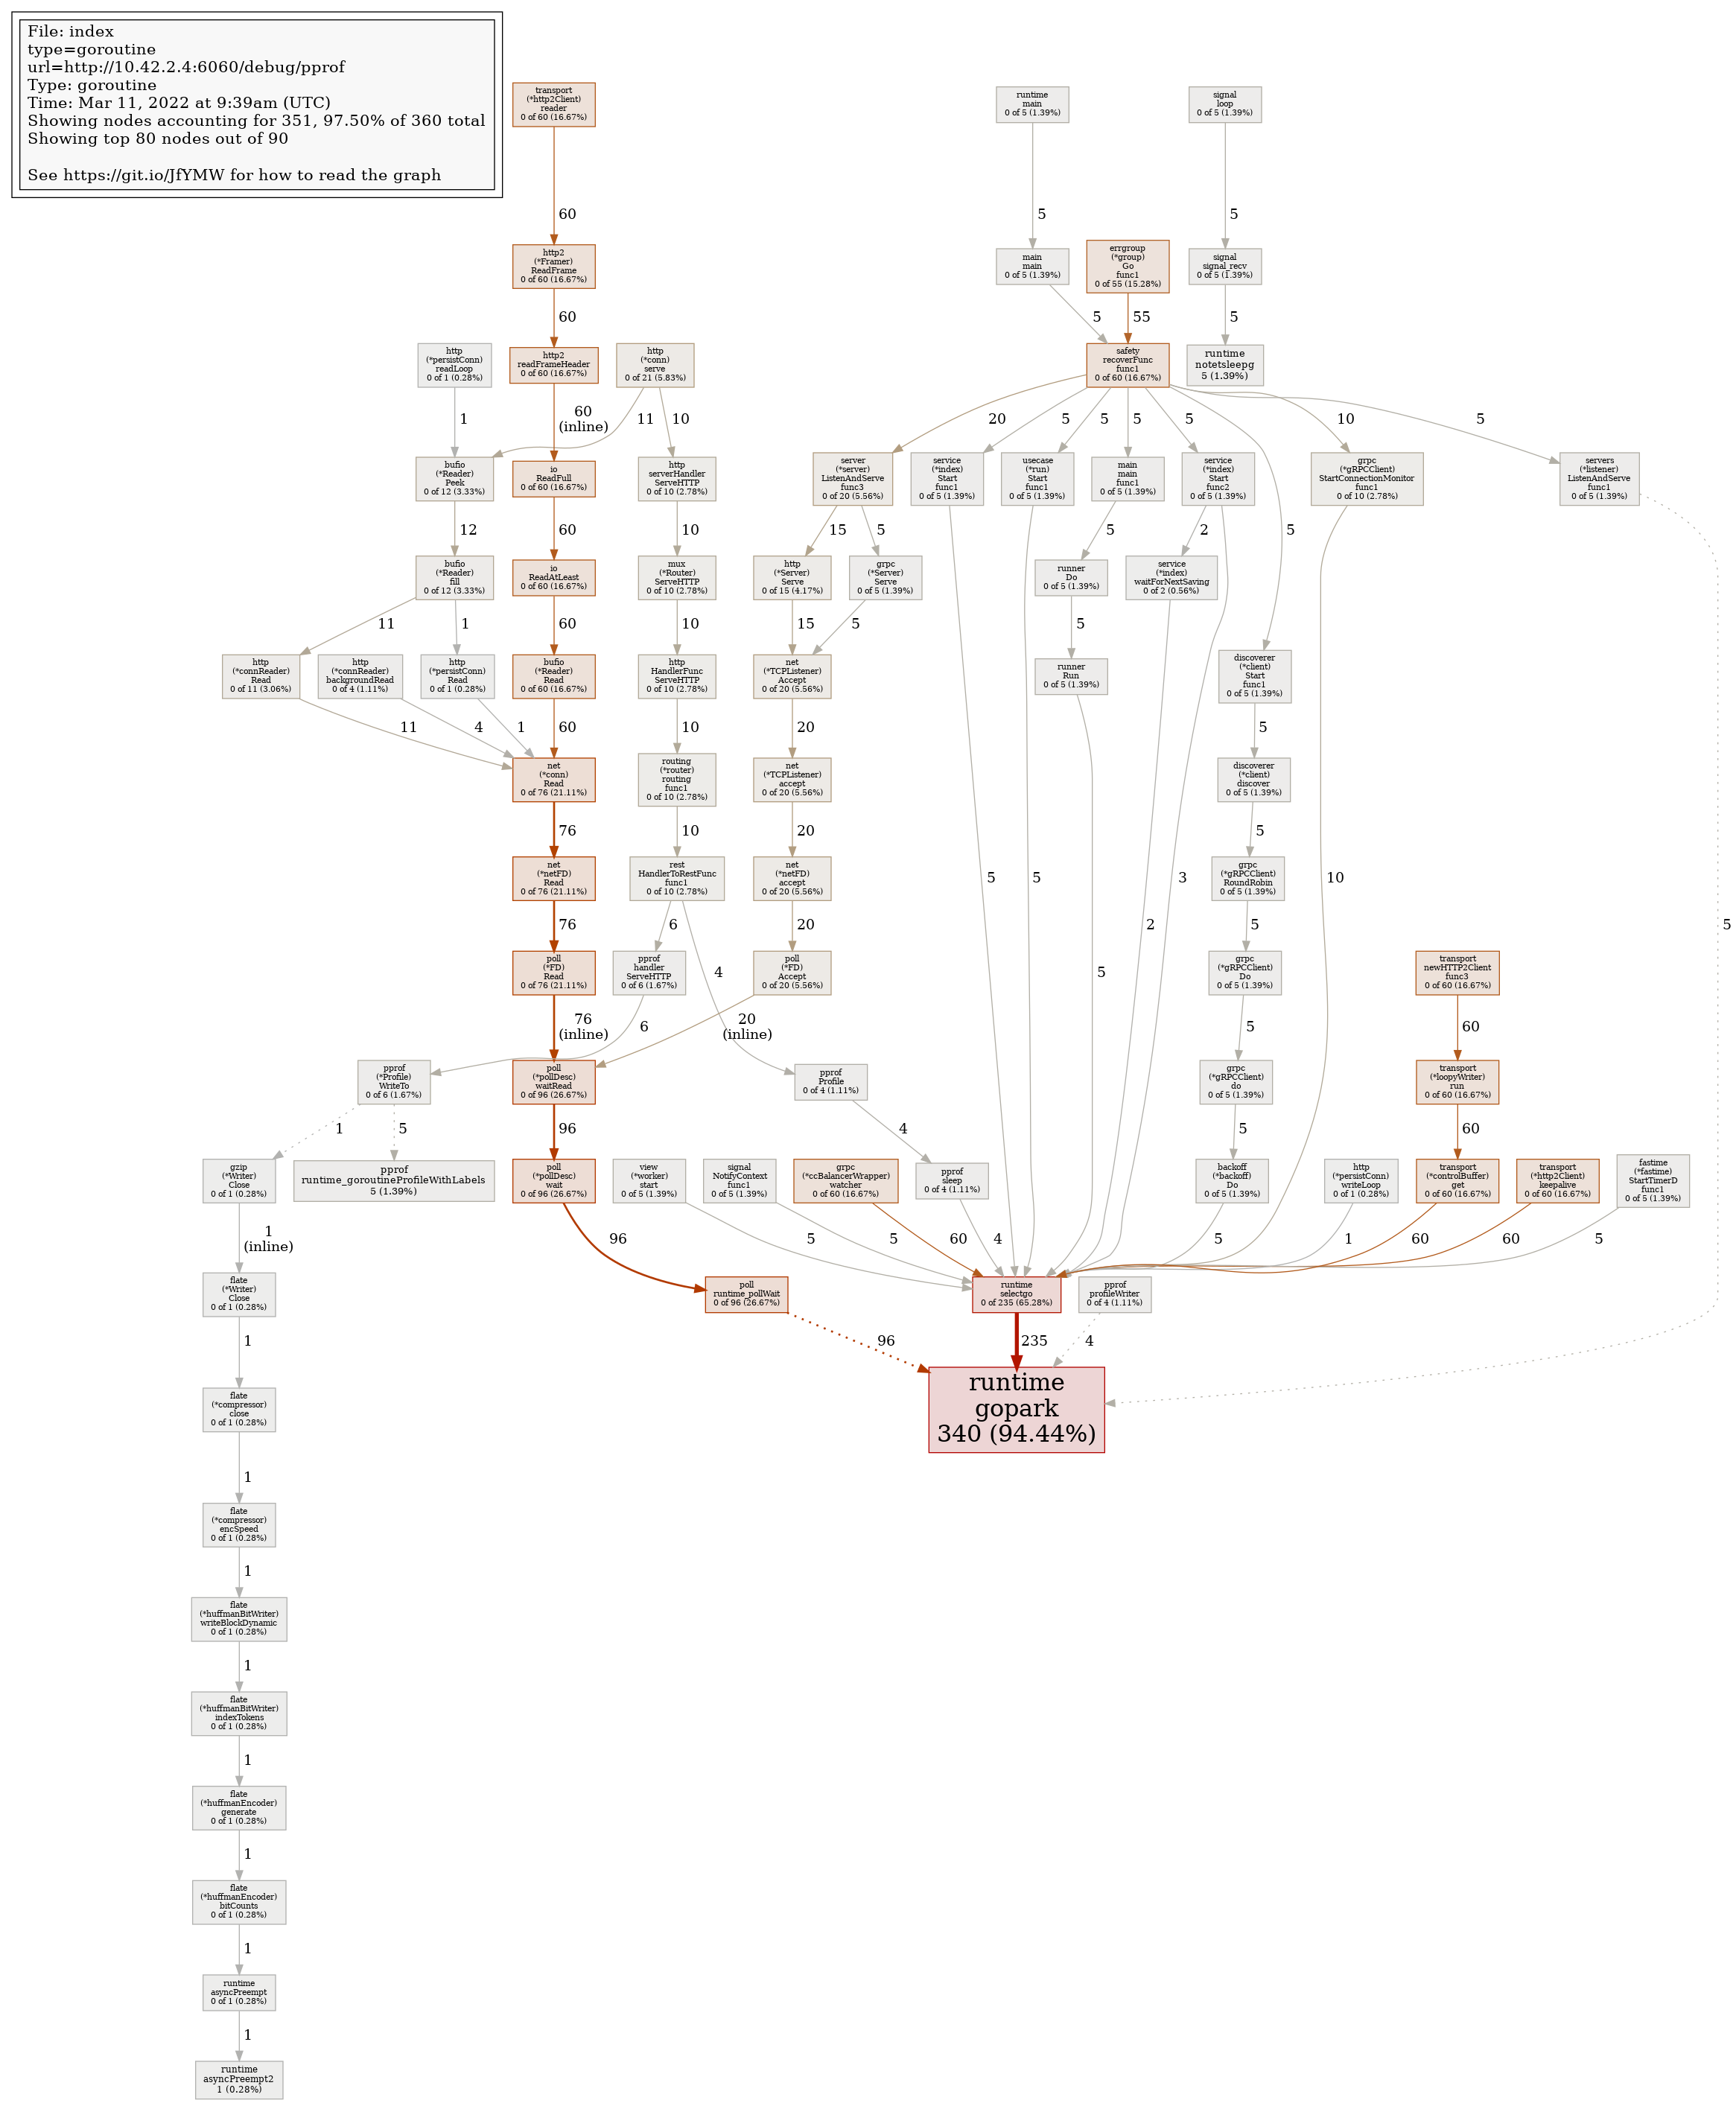 File: index
type=goroutine
url=http://10.42.2.4:6060/debug/pprof
Type: goroutine
Time: Mar 11, 2022 at 9:39am (UTC)
Showing nodes accounting for 351, 97.50% of 360 total
Showing top 80 nodes out of 90
See https://git.io/JfYMW for how to read the graph
transport
(*http2Client)
reader
0 of 60 (16.67%)
runtime
main
0 of 5 (1.39%)
signal
loop
0 of 5 (1.39%)
60
5
5
http2
(*Framer)
ReadFrame
0 of 60 (16.67%)
main
main
0 of 5 (1.39%)
errgroup
(*group)
Go
func1
0 of 55 (15.28%)
signal
signal_recv
0 of 5 (1.39%)
60
5
55
5
http
(*persistConn)
readLoop
0 of 1 (0.28%)
http2
readFrameHeader
0 of 60 (16.67%)
http
(*conn)
serve
0 of 21 (5.83%)
safety
recoverFunc
func1
0 of 60 (16.67%)
runtime
notetsleepg
5 (1.39%)
1
60
(inline)
11
10
20
5
5
5
5
5
10
5
bufio
(*Reader)
Peek
0 of 12 (3.33%)
io
ReadFull
0 of 60 (16.67%)
http
serverHandler
ServeHTTP
0 of 10 (2.78%)
server
(*server)
ListenAndServe
func3
0 of 20 (5.56%)
service
(*index)
Start
func1
0 of 5 (1.39%)
usecase
(*run)
Start
func1
0 of 5 (1.39%)
main
main
func1
0 of 5 (1.39%)
service
(*index)
Start
func2
0 of 5 (1.39%)
grpc
(*gRPCClient)
StartConnectionMonitor
func1
0 of 10 (2.78%)
servers
(*listener)
ListenAndServe
func1
0 of 5 (1.39%)
12
60
10
15
5
5
2
bufio
(*Reader)
fill
0 of 12 (3.33%)
io
ReadAtLeast
0 of 60 (16.67%)
mux
(*Router)
ServeHTTP
0 of 10 (2.78%)
http
(*Server)
Serve
0 of 15 (4.17%)
grpc
(*Server)
Serve
0 of 5 (1.39%)
runner
Do
0 of 5 (1.39%)
service
(*index)
waitForNextSaving
0 of 2 (0.56%)
11
1
60
10
15
5
5
http
(*connReader)
Read
0 of 11 (3.06%)
http
(*connReader)
backgroundRead
0 of 4 (1.11%)
http
(*persistConn)
Read
0 of 1 (0.28%)
bufio
(*Reader)
Read
0 of 60 (16.67%)
http
HandlerFunc
ServeHTTP
0 of 10 (2.78%)
net
(*TCPListener)
Accept
0 of 20 (5.56%)
runner
Run
0 of 5 (1.39%)
discoverer
(*client)
Start
func1
0 of 5 (1.39%)
11
4
1
60
10
20
5
net
(*conn)
Read
0 of 76 (21.11%)
routing
(*router)
routing
func1
0 of 10 (2.78%)
net
(*TCPListener)
accept
0 of 20 (5.56%)
discoverer
(*client)
discover
0 of 5 (1.39%)
76
10
20
5
net
(*netFD)
Read
0 of 76 (21.11%)
rest
HandlerToRestFunc
func1
0 of 10 (2.78%)
net
(*netFD)
accept
0 of 20 (5.56%)
5
5
3
grpc
(*gRPCClient)
RoundRobin
0 of 5 (1.39%)
10
76
6
20
2
5
5
poll
(*FD)
Read
0 of 76 (21.11%)
pprof
handler
ServeHTTP
0 of 6 (1.67%)
4
poll
(*FD)
Accept
0 of 20 (5.56%)
5
grpc
(*gRPCClient)
Do
0 of 5 (1.39%)
transport
newHTTP2Client
func3
0 of 60 (16.67%)
76
(inline)
6
20
(inline)
5
60
pprof
(*Profile)
WriteTo
0 of 6 (1.67%)
poll
(*pollDesc)
waitRead
0 of 96 (26.67%)
pprof
Profile
0 of 4 (1.11%)
grpc
(*gRPCClient)
do
0 of 5 (1.39%)
transport
(*loopyWriter)
run
0 of 60 (16.67%)
1
5
96
4
5
60
gzip
(*Writer)
Close
0 of 1 (0.28%)
pprof
runtime_goroutineProfileWithLabels
5 (1.39%)
poll
(*pollDesc)
wait
0 of 96 (26.67%)
view
(*worker)
start
0 of 5 (1.39%)
signal
NotifyContext
func1
0 of 5 (1.39%)
grpc
(*ccBalancerWrapper)
watcher
0 of 60 (16.67%)
pprof
sleep
0 of 4 (1.11%)
backoff
(*backoff)
Do
0 of 5 (1.39%)
http
(*persistConn)
writeLoop
0 of 1 (0.28%)
transport
(*controlBuffer)
get
0 of 60 (16.67%)
transport
(*http2Client)
keepalive
0 of 60 (16.67%)
fastime
(*fastime)
StartTimerD
func1
0 of 5 (1.39%)
1
(inline)
96
5
5
60
4
5
1
60
60
5
flate
(*Writer)
Close
0 of 1 (0.28%)
poll
runtime_pollWait
0 of 96 (26.67%)
runtime
selectgo
0 of 235 (65.28%)
pprof
profileWriter
0 of 4 (1.11%)
1
96
235
4
flate
(*compressor)
close
0 of 1 (0.28%)
runtime
gopark
340 (94.44%)
1
flate
(*compressor)
encSpeed
0 of 1 (0.28%)
1
flate
(*huffmanBitWriter)
writeBlockDynamic
0 of 1 (0.28%)
1
flate
(*huffmanBitWriter)
indexTokens
0 of 1 (0.28%)
1
flate
(*huffmanEncoder)
generate
0 of 1 (0.28%)
1
flate
(*huffmanEncoder)
bitCounts
0 of 1 (0.28%)
1
runtime
asyncPreempt
0 of 1 (0.28%)
1
runtime
asyncPreempt2
1 (0.28%)